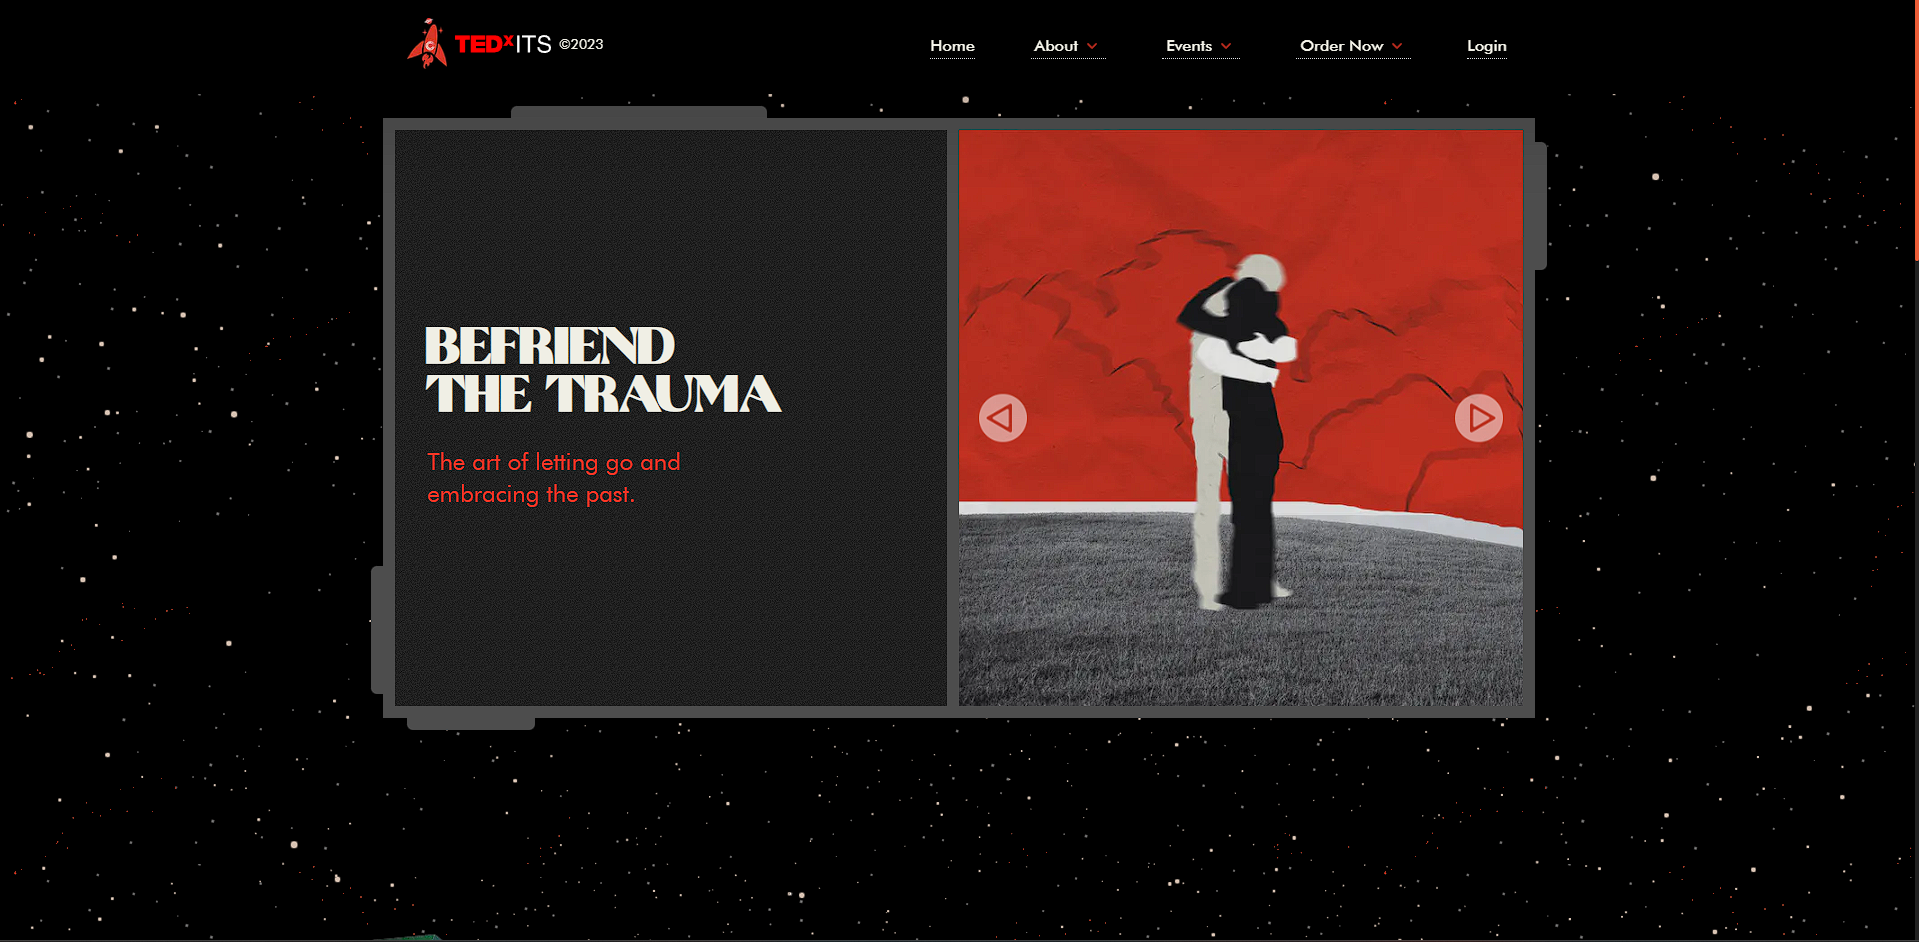 TEDxITS ©2023
Home About Events Order Now Login
BEFRIEND
THE TRAUMA
The art of letting go and
embracing the past.